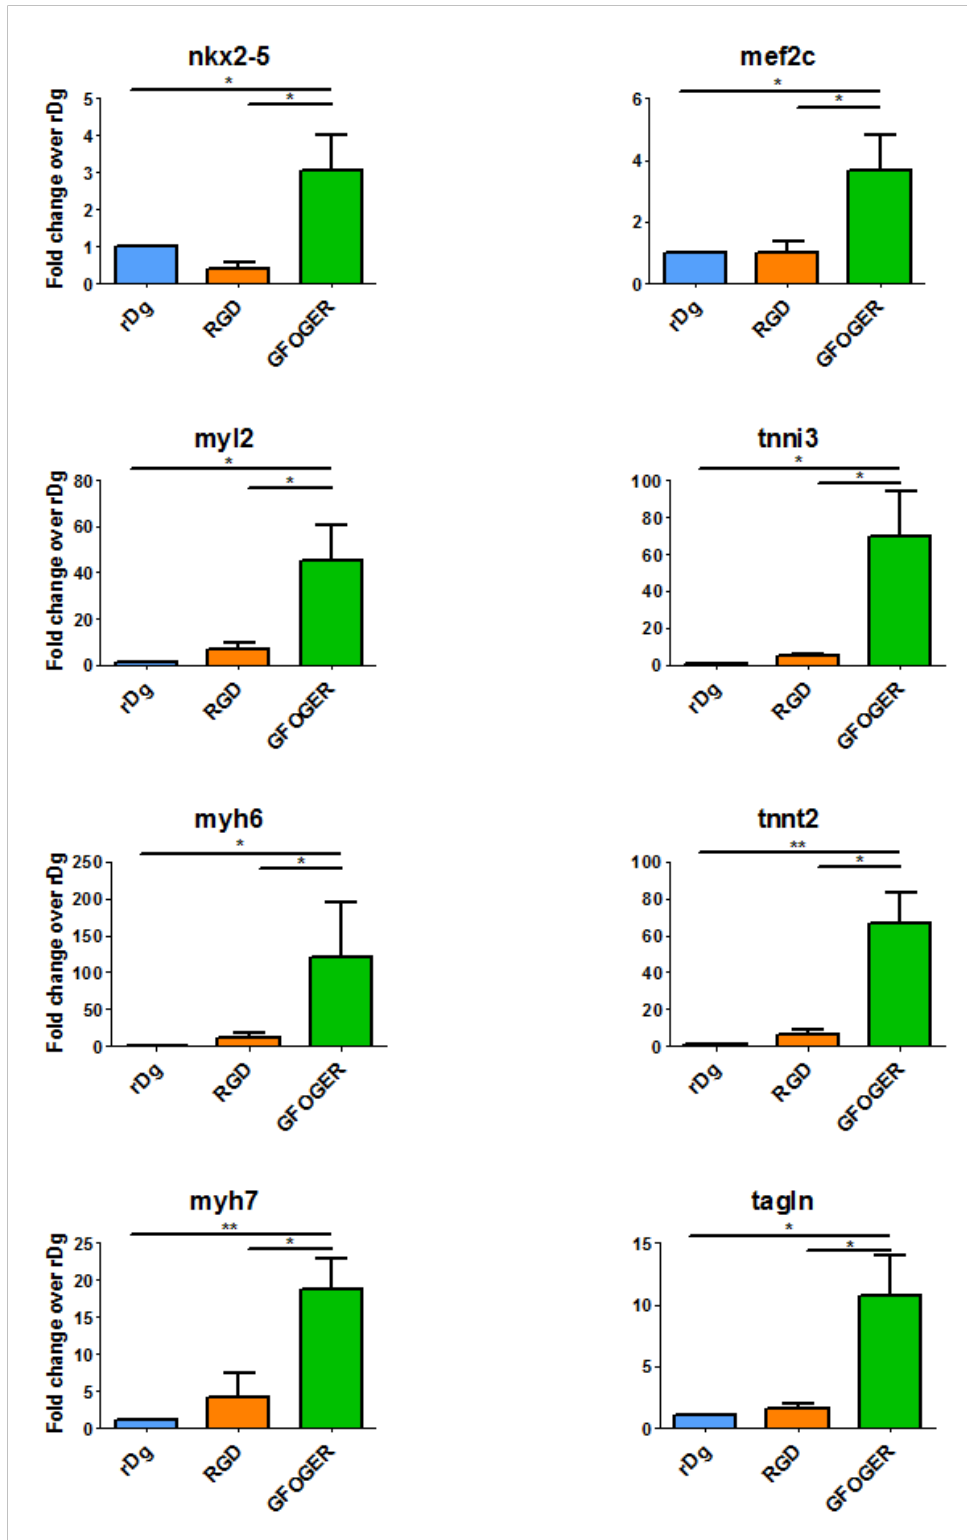 nkx2-5
*
*
Fold change over rDg
5
4
3
2
1
0
rDg
RGD
GFOGER
mef2c
*
*
6
4
2
0
rDg
RGD
GFOGER
myl2
*
*
Fold change over rDg
80
60
40
20
0
rDg
RGD
GFOGER
tnni3
*
*
100
80
60
40
20
0
rDg
RGD
GFOGER
myh6
*
*
Fold change over rDg
250
200
150
100
50
0
rDg
RGD
GFOGER
tnnt2
**
*
100
80
60
40
20
0
rDg
RGD
GFOGER
myh7
**
*
Fold change over rDg
25
20
15
10
5
0
rDg
RGD
GFOGER
tagln
*
*
15
10
5
0
rDg
RGD
GFOGER